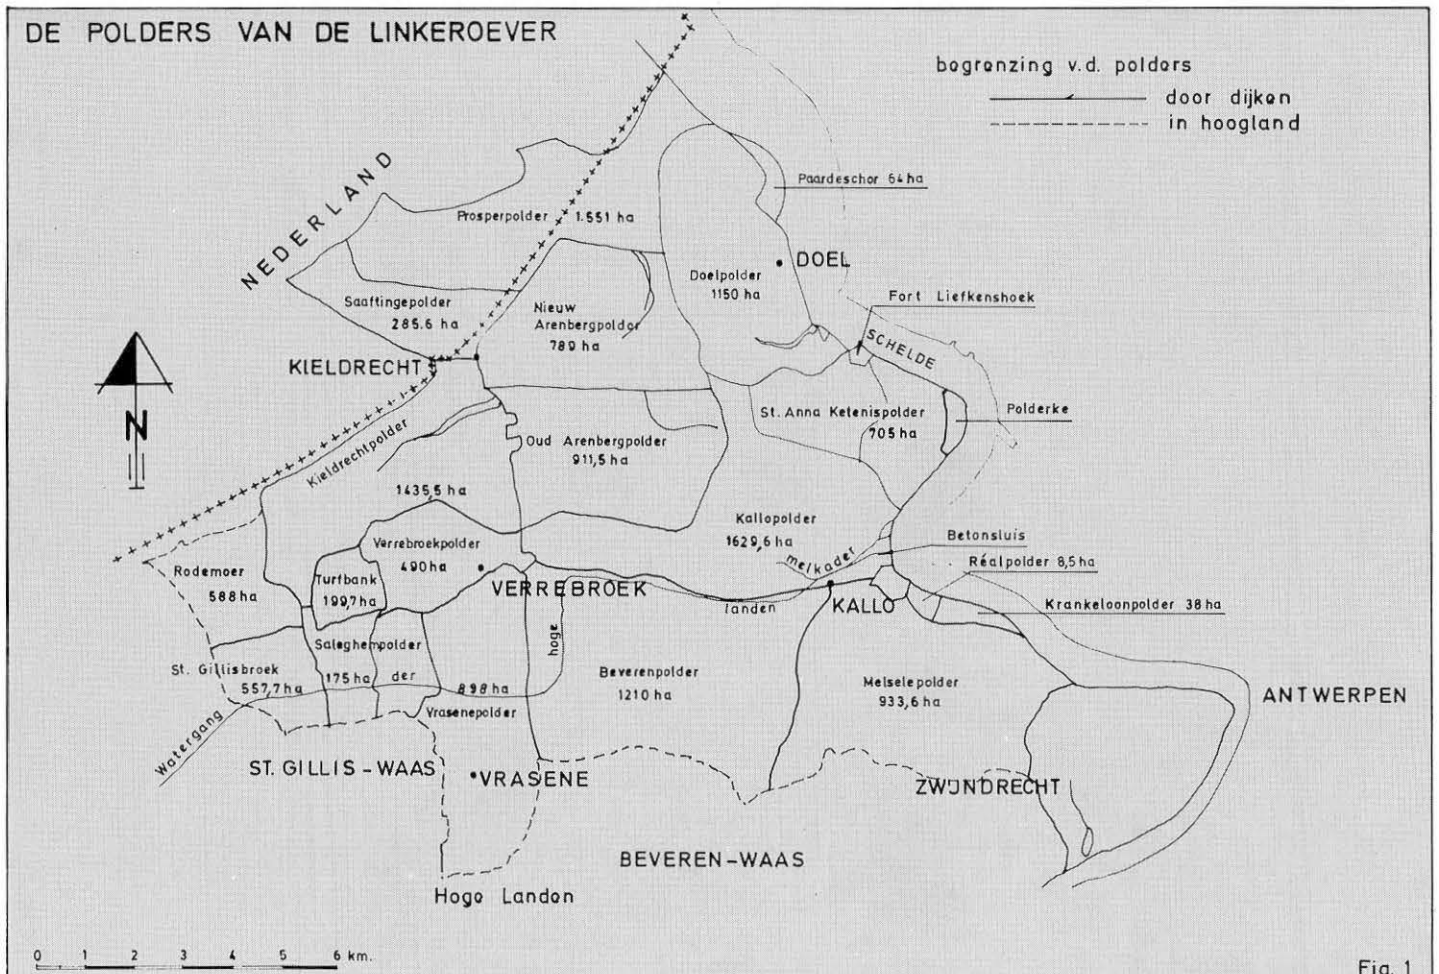 DE POLDERS VAN DE LINKEROEVER
begrenzing v.d. polders
door dijken
in hoogland
NEDERLAND
Paardeschor 64 ha
Prosperpolder 1.551 ha
DOEL
Doelpolder
1150 ha
Saaftingepolder
285.6 ha
Nieuw
Arenbergpolder
789 ha
Fort Liefkenshoek
SCHELDE
KIELDRECHT
N
Polderke
St. Anna Ketenispolder
705 ha
Kieldrechtpolder
1435,5 ha
Oud Arenbergpolder
911,5 ha
Kallopolder
1629,6 ha
melkader
Betonsluis
Réalpolder 8,5 ha
Krankeloonpolder 38 ha
Verrebroekpolder
490 ha
VERREBROEK
Rodemoer
588 ha
Turfbank
199,7 ha
landen
KALLO
hoge
Saleghempolder
175 ha
der
St. Gillisbroek
557,7 ha
898 ha
Vrasenepolder
Beverenpolder
1210 ha
Melselepolder
933,6 ha
ANTWERPEN
Watergang
ST. GILLIS - WAAS
VRASENE
ZWIJNDRECHT
BEVEREN-WAAS
Hoge Landen
0 1 2 3 4 5 6 km.
Fig. 1